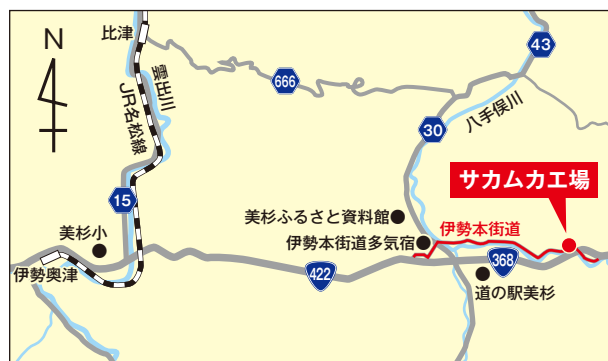 比津
N
雲出川
JR名松線
666
43
30
八手俣川
サカムカ工場
15
美杉ふるさと資料館
伊勢本街道
美杉小
伊勢本街道多気宿
伊勢奥津
422
368
道の駅美杉